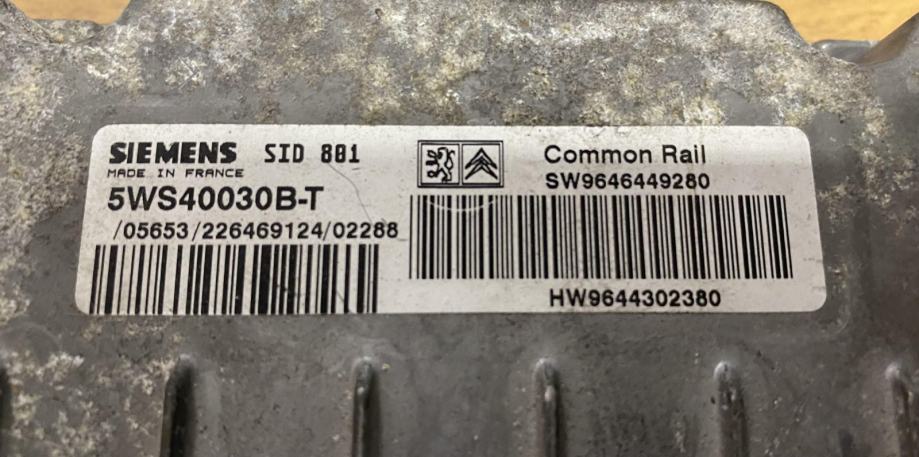 SIEMENS SID 801
MADE IN FRANCE
5WS40030B-T
/05653/226469124/02288
Common Rail
SW9646449280
HW9644302380